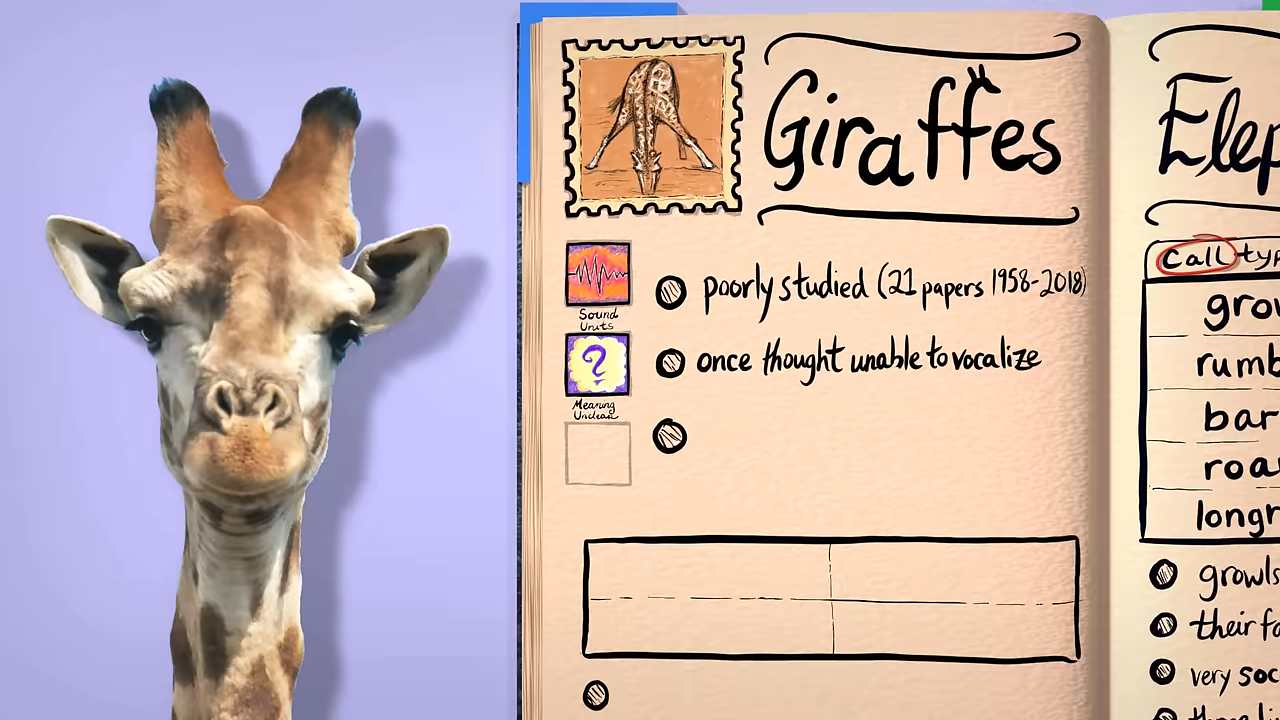 Giraffes
Sound
Units
Meaning
Unclear
poorly studied (21 papers 1958-2018)
once thought unable to vocalize
?
Elep
Call typ
grow
rumb
bar
roa
longr
growls
their fo
very soc